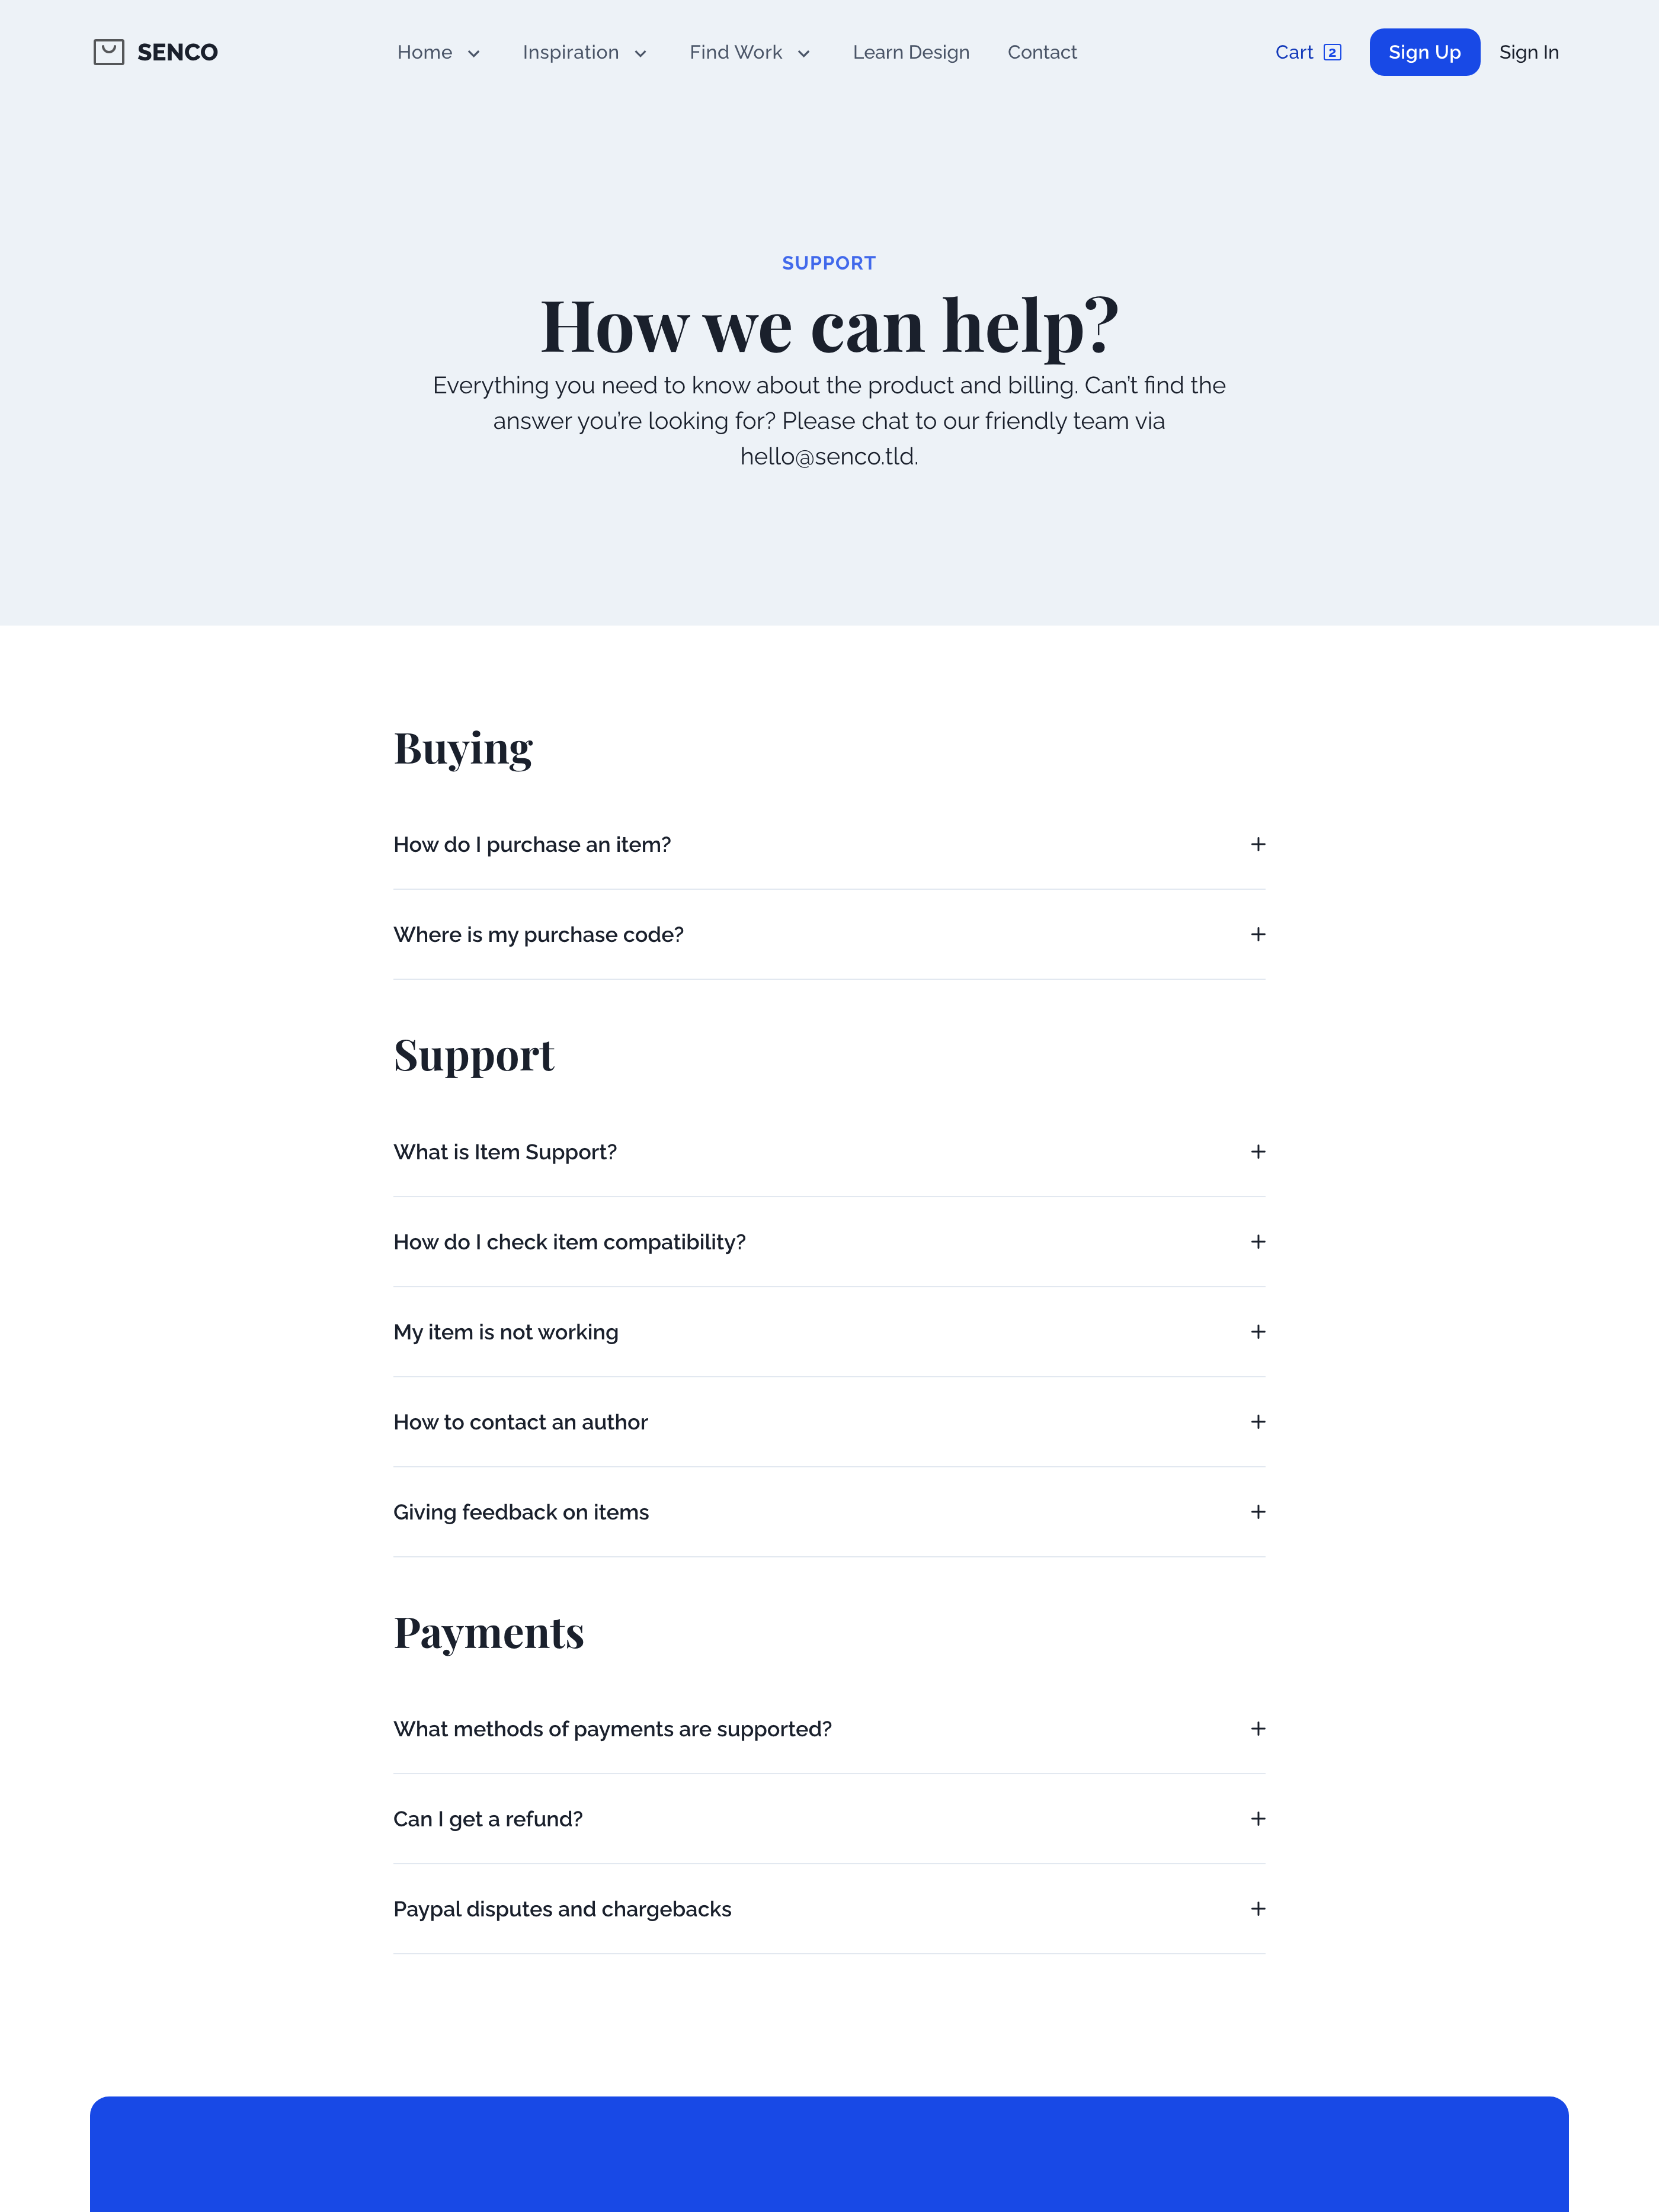 SENCO
Home
Inspiration
Find Work
Learn Design
Contact
Cart 2
Sign Up
Sign In
SUPPORT
How we can help?
Everything you need to know about the product and billing. Can’t find the
answer you’re looking for? Please chat to our friendly team via
hello@senco.tld.
Buying
How do I purchase an item?
Where is my purchase code?
Support
What is Item Support?
How do I check item compatibility?
My item is not working
How to contact an author
Giving feedback on items
Payments
What methods of payments are supported?
Can I get a refund?
Paypal disputes and chargebacks